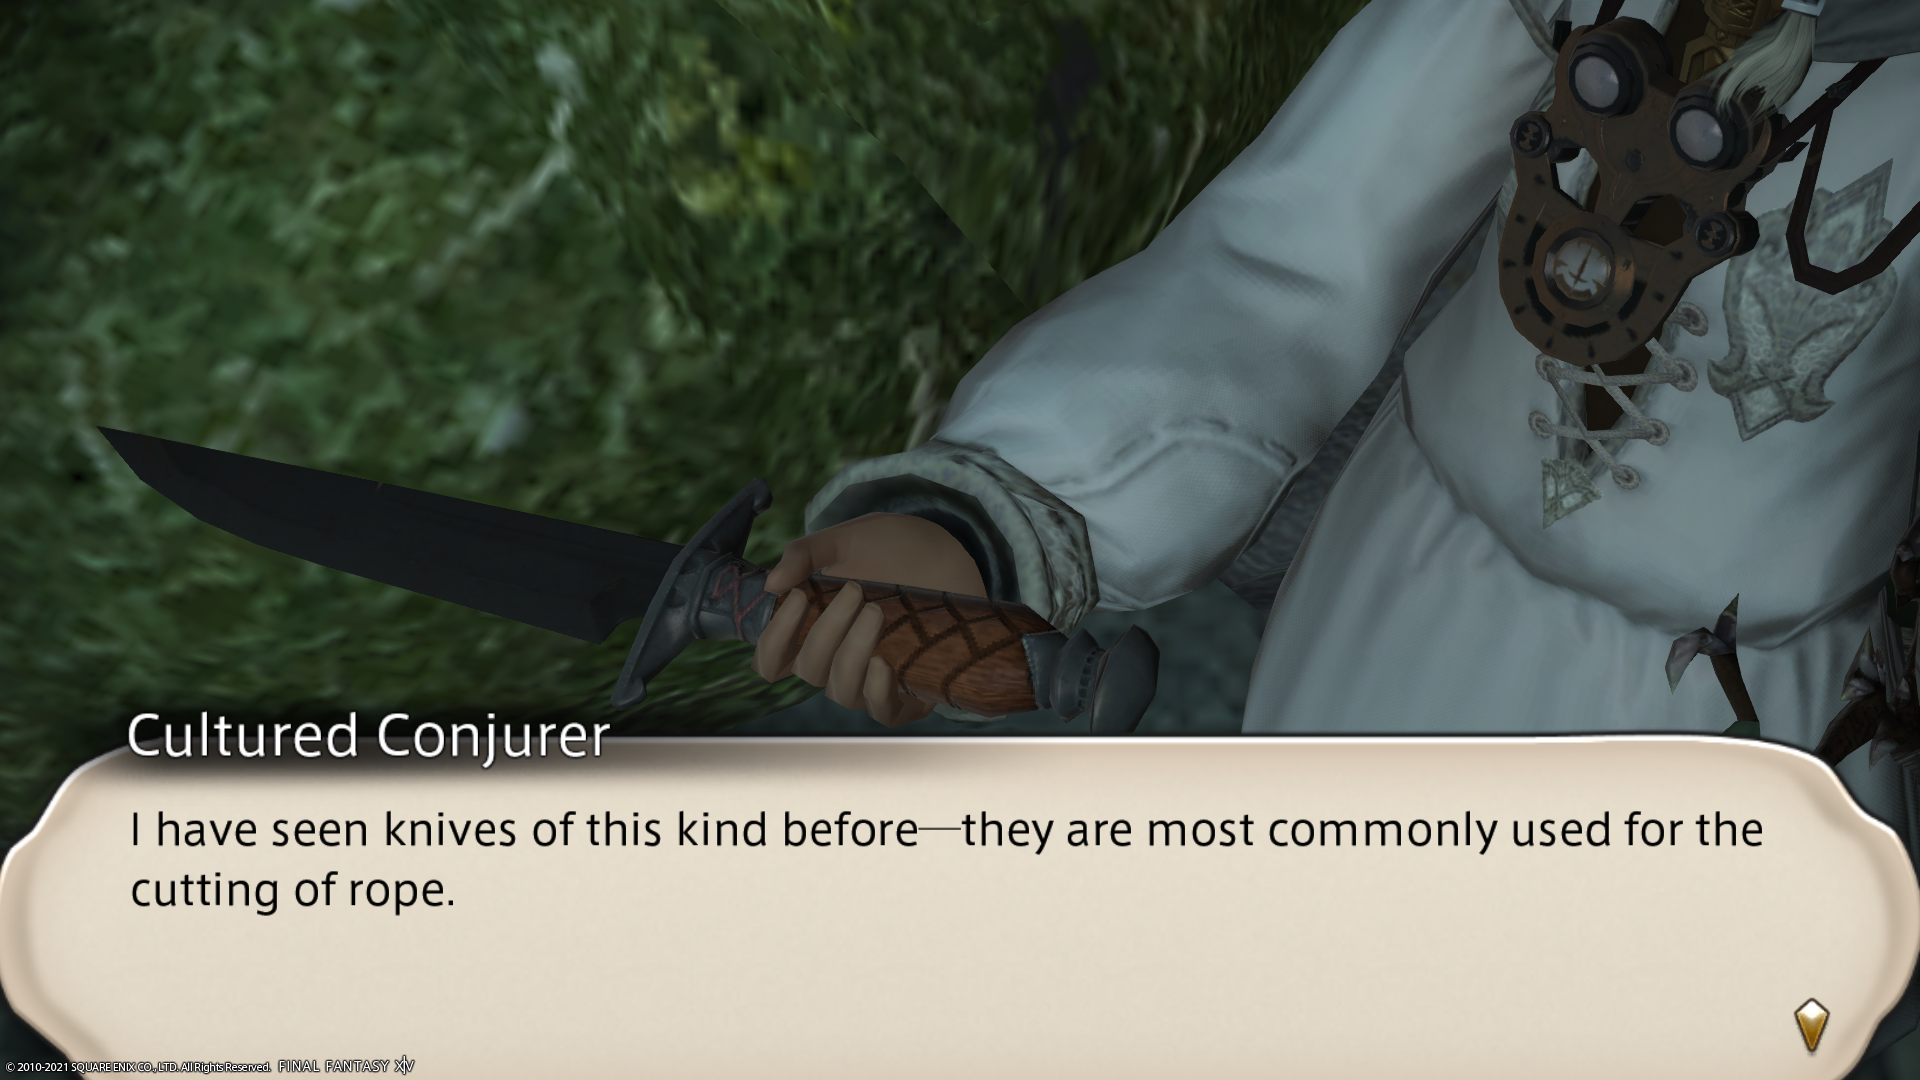 Cultured Conjurer
I have seen knives of this kind before—they are most commonly used for the
cutting of rope.
© 2010-2021 SQUARE ENIX CO., LTD. All Rights Reserved. FINAL FANTASY XIV